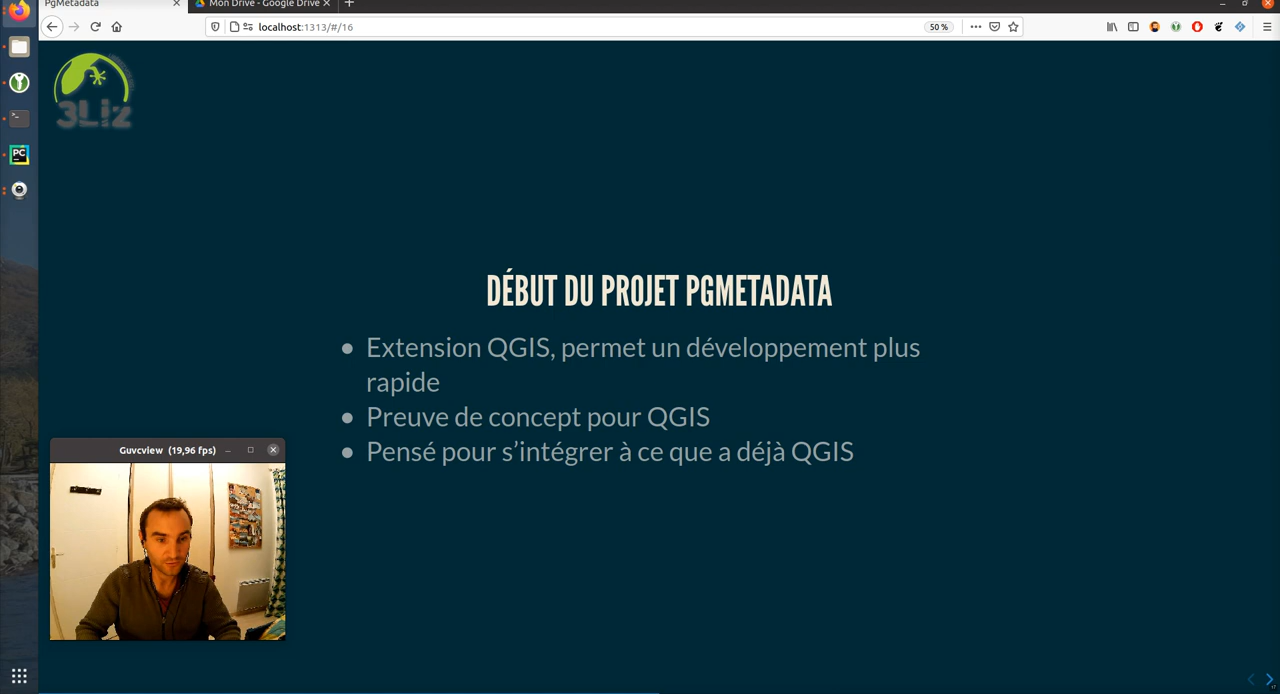 PgMetadata
Mon Drive - Google Drive
localhost:1313/#/16
50 %
3Liz
DÉBUT DU PROJET PGMETADATA
Extension QGIS, permet un développement plus
rapide
Preuve de concept pour QGIS
Pensé pour s’intégrer à ce que a déjà QGIS
Guvcview (19,96 fps)
PC